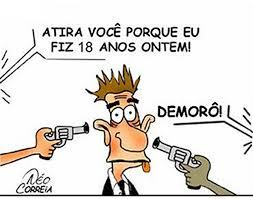 ATIRA VOCÊ PORQUE EU
FIZ 18 ANOS ONTEM!
DEMORÔ!
Néo
CORREIA